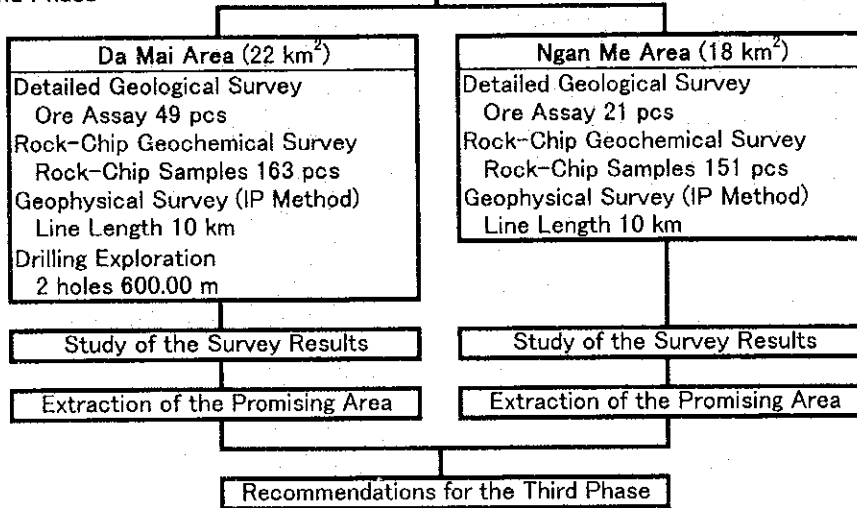 Da Mai Area (22 km²)
Detailed Geological Survey
Ore Assay 49 pcs
Rock-Chip Geochemical Survey
Rock-Chip Samples 163 pcs
Geophysical Survey (IP Method)
Line Length 10 km
Drilling Exploration
2 holes 600.00 m
Ngan Me Area (18 km²)
Detailed Geological Survey
Ore Assay 21 pcs
Rock-Chip Geochemical Survey
Rock-Chip Samples 151 pcs
Geophysical Survey (IP Method)
Line Length 10 km
Study of the Survey Results
Study of the Survey Results
Extraction of the Promising Area
Extraction of the Promising Area
Recommendations for the Third Phase